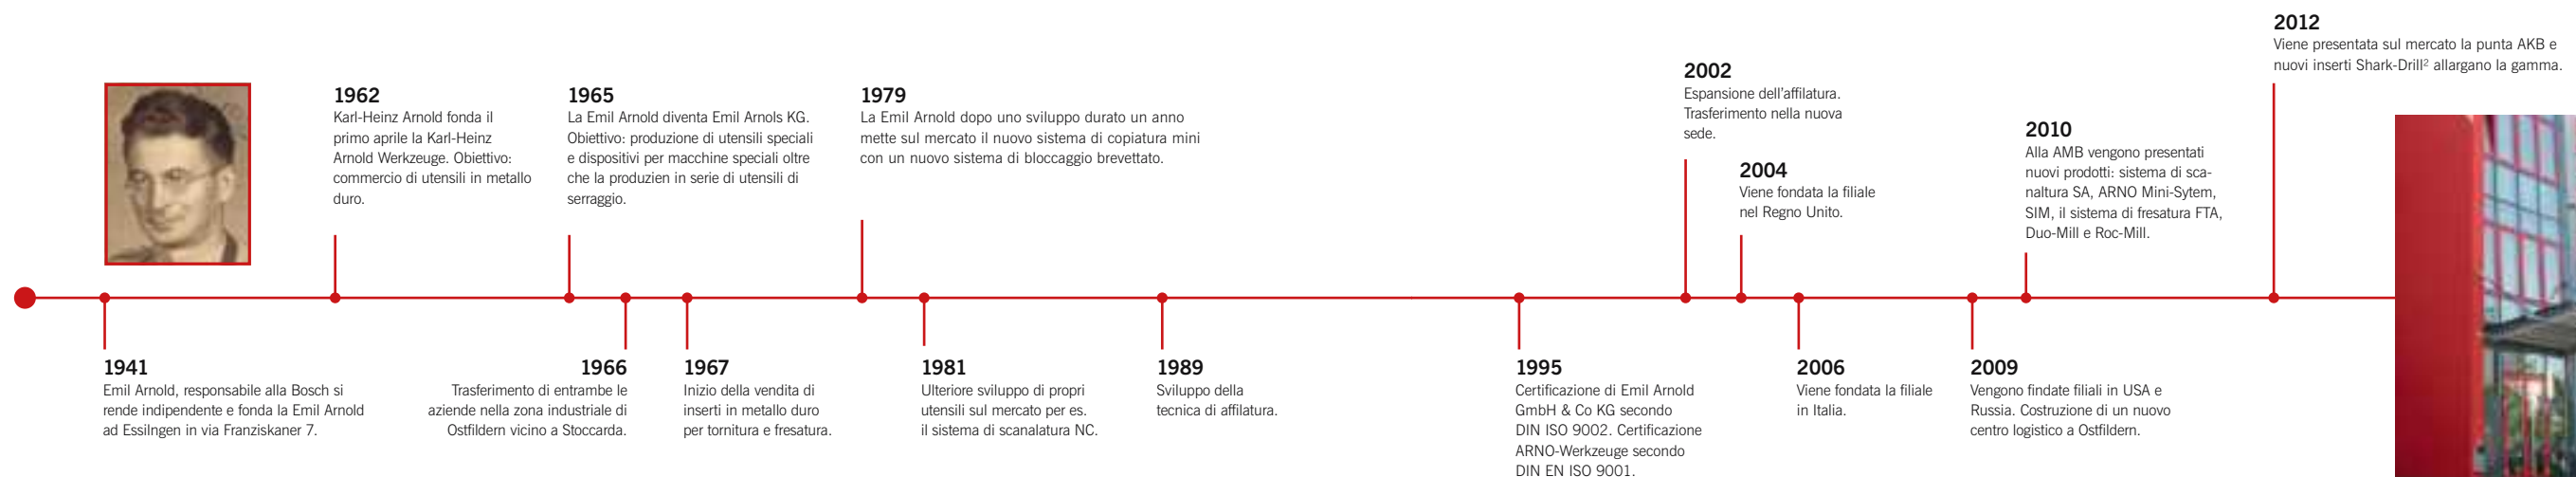 1941
Emil Arnold, responsabile alla Bosch si
rende indipendente e fonda la Emil Arnold
ad Essilngen in via Franziskaner 7.
1962
Karl-Heinz Arnold fonda il
primo aprile la Karl-Heinz
Arnold Werkzeuge. Obiettivo:
commercio di utensili in metallo
duro.
1965
La Emil Arnold diventa Emil Arnols KG.
Obiettivo: produzione di utensili speciali
e dispositivi per macchine speciali oltre
che la produzien in serie di utensili di
serraggio.
1966
Trasferimento di entrambe le
aziende nella zona industriale di
Ostfildern vicino a Stoccarda.
1967
Inizio della vendita di
inserti in metallo duro
per tornitura e fresatura.
1979
La Emil Arnold dopo uno sviluppo durato un anno
mette sul mercato il nuovo sistema di copiatura mini
con un nuovo sistema di bloccaggio brevettato.
1981
Ulteriore sviluppo di propri
utensili sul mercato per es.
il sistema di scanalatura NC.
1989
Sviluppo della
tecnica di affilatura.
1995
Certificazione di Emil Arnold
GmbH & Co KG secondo
DIN ISO 9002. Certificazione
ARNO-Werkzeuge secondo
DIN EN ISO 9001.
2002
Espansione dell'affilatura.
Trasferimento nella nuova
sede.
2004
Viene fondata la filiale
nel Regno Unito.
2006
Viene fondata la filiale
in Italia.
2009
Vengono findate filiali in USA e
Russia. Costruzione di un nuovo
centro logistico a Ostfildern.
2010
Alla AMB vengono presentati
nuovi prodotti: sistema di sca-
naltura SA, ARNO Mini-Sytem,
SIM, il sistema di fresatura FTA,
Duo-Mill e Roc-Mill.
2012
Viene presentata sul mercato la punta AKB e
nuovi inserti Shark-Drill² allargano la gamma.